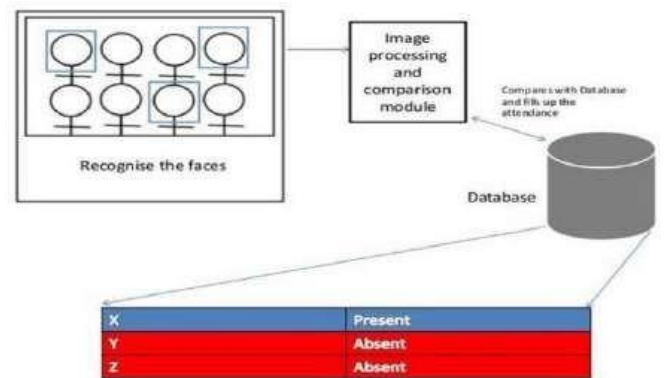 Image
processing
and
comparison
module
Compares with Database
and fills up the
attendance
Recognise the faces
Database
X Present
Y Absent
Z Absent